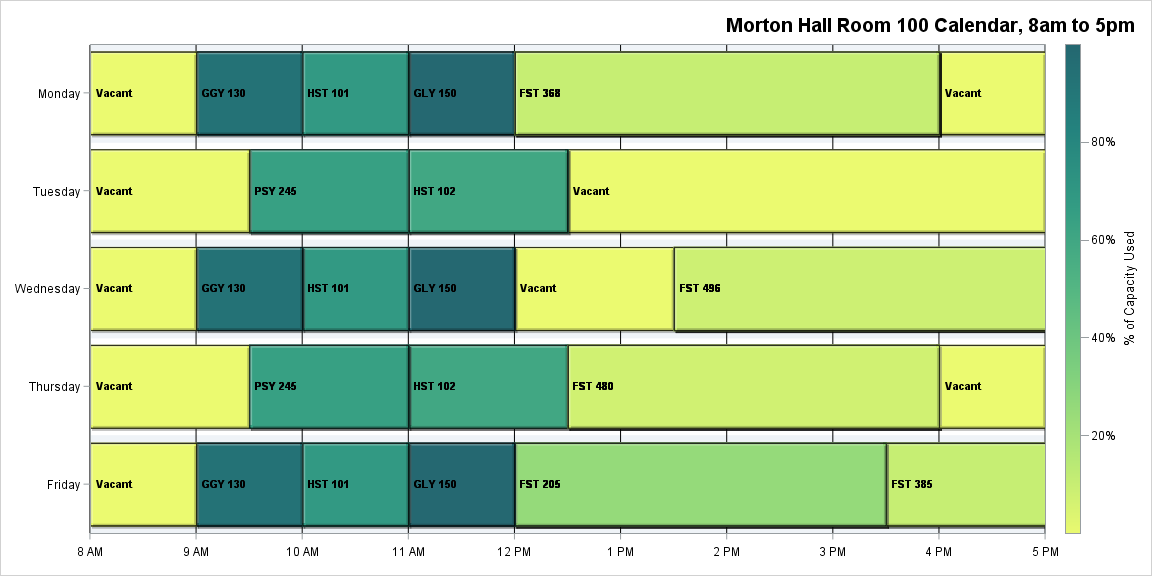 Morton Hall Room 100 Calendar, 8am to 5pm
Monday
Vacant
GGY 130
HST 101
GLY 150
FST 368
Vacant
Tuesday
Vacant
PSY 245
HST 102
Vacant
Wednesday
Vacant
GGY 130
HST 101
GLY 150
Vacant
FST 496
Thursday
Vacant
PSY 245
HST 102
FST 480
Vacant
Friday
Vacant
GGY 130
HST 101
GLY 150
FST 205
FST 385
8 AM
9 AM
10 AM
11 AM
12 PM
1 PM
2 PM
3 PM
4 PM
5 PM
80%
60%
40%
20%
% of Capacity Used